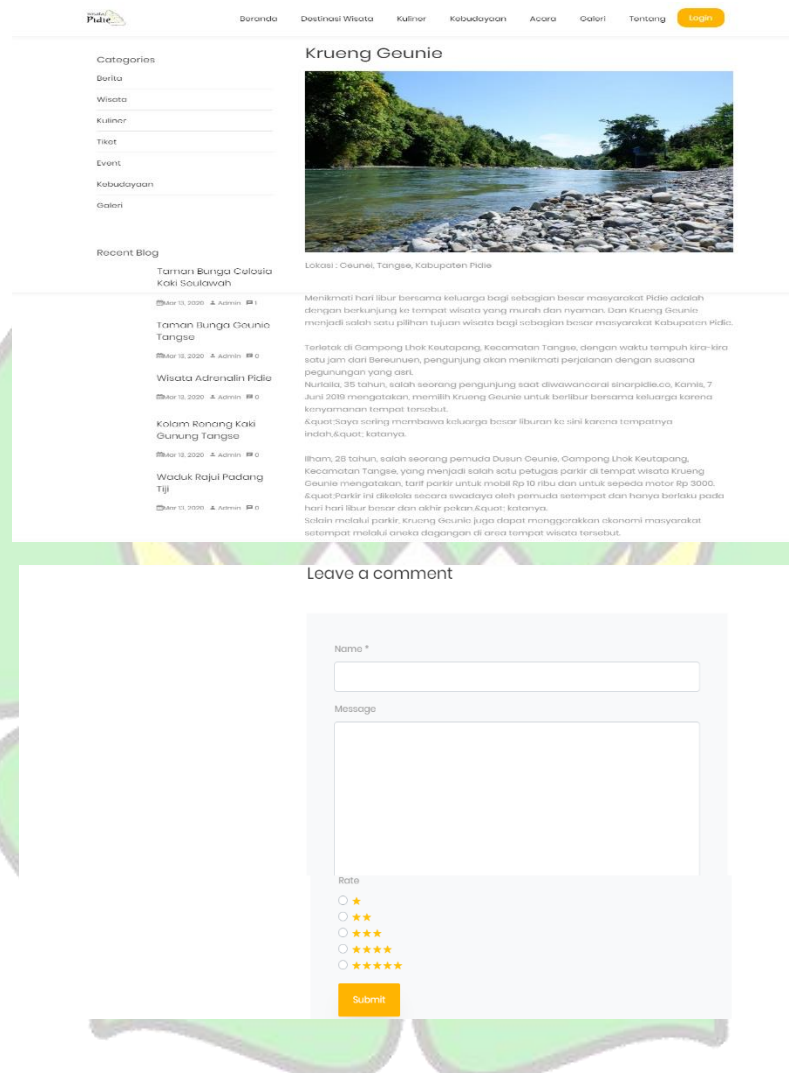 Wisata
Pidie
Beranda Destinasi Wisata Kuliner Kebudayaan Acara Galeri Tentang Login
Categories
Berita
Wisata
Kuliner
Tiket
Event
Kebudayaan
Galeri
Recent Blog
Taman Bunga Celosia
Kaki Seulawah
Mar 13, 2020 Admin 1
Taman Bunga Geunie
Tangse
Mar 13, 2020 Admin 0
Wisata Adrenalin Pidie
Mar 13, 2020 Admin 0
Kolam Renang Kaki
Gunung Tangse
Mar 13, 2020 Admin 0
Waduk Rajui Padang
Tiji
Mar 13, 2020 Admin 0
Krueng Geunie
Lokasi : Geunei, Tangse, Kabupaten Pidie
Menikmati hari libur bersama keluarga bagi sebagian besar masyarakat Pidie adalah
dengan berkunjung ke tempat wisata yang murah dan nyaman. Dan Krueng Geunie
menjadi salah satu pilihan tujuan wisata bagi sebagian besar masyarakat Kabupaten Pidie.
Terletak di Gampong Lhok Keutapang, Kecamatan Tangse, dengan waktu tempuh kira-kira
satu jam dari Bereunuen, pengunjung akan menikmati perjalanan dengan suasana
pegunungan yang asri.
Nurlaila, 35 tahun, salah seorang pengunjung saat diwawancarai sinarpidie.co, Kamis, 7
Juni 2019 mengatakan, memilih Krueng Geunie untuk berlibur bersama keluarga karena
kenyamanan tempat tersebut.
&quot;Saya sering membawa keluarga besar liburan ke sini karena tempatnya
indah,&quot; katanya.
Ilham, 28 tahun, salah seorang pemuda Dusun Geunie, Gampong Lhok Keutapang,
Kecamatan Tangse, yang menjadi salah satu petugas parkir di tempat wisata Krueng
Geunie mengatakan, tarif parkir untuk mobil Rp 10 ribu dan untuk sepeda motor Rp 3000.
&quot;Parkir ini dikelola secara swadaya oleh pemuda setempat dan hanya berlaku pada
hari hari libur besar dan akhir pekan.&quot; katanya.
Selain melalui parkir, Krueng Geunie juga dapat menggerakkan ekonomi masyarakat
setempat melalui aneka dagangan di area tempat wisata tersebut.
Leave a comment
Name *
Message
Rate
Submit